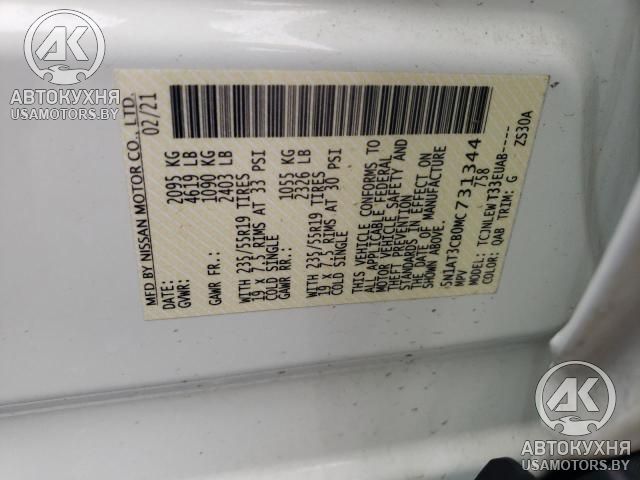 АВТОКУХНЯ
USAMOTORS.BY
MFD BY NISSAN MOTOR CO., LTD.
DATE: 02/21
GVWR: 2095 KG
4619 LB
GAWR FR.: 1090 KG
2403 LB
WITH 235/55R19 TIRES
19 X 7.5 RIMS AT 33 PSI
COLD SINGLE
GAWR RR.: 1055 KG
2326 LB
WITH 235/55R19 TIRES
19 X 7.5 RIMS AT 30 PSI
COLD SINGLE
THIS VEHICLE CONFORMS TO
ALL APPLICABLE FEDERAL
MOTOR VEHICLE SAFETY AND
THEFT PREVENTION
STANDARDS IN EFFECT ON
THE DATE OF MANUFACTURE
SHOWN ABOVE.
5N1AT3CB0MC731344
MPV 758
MODEL: TCJNLEWT33EUAB----
COLOR: QAB TRIM: G ZS30A
АК
АВТОКУХНЯ
USAMOTORS.BY